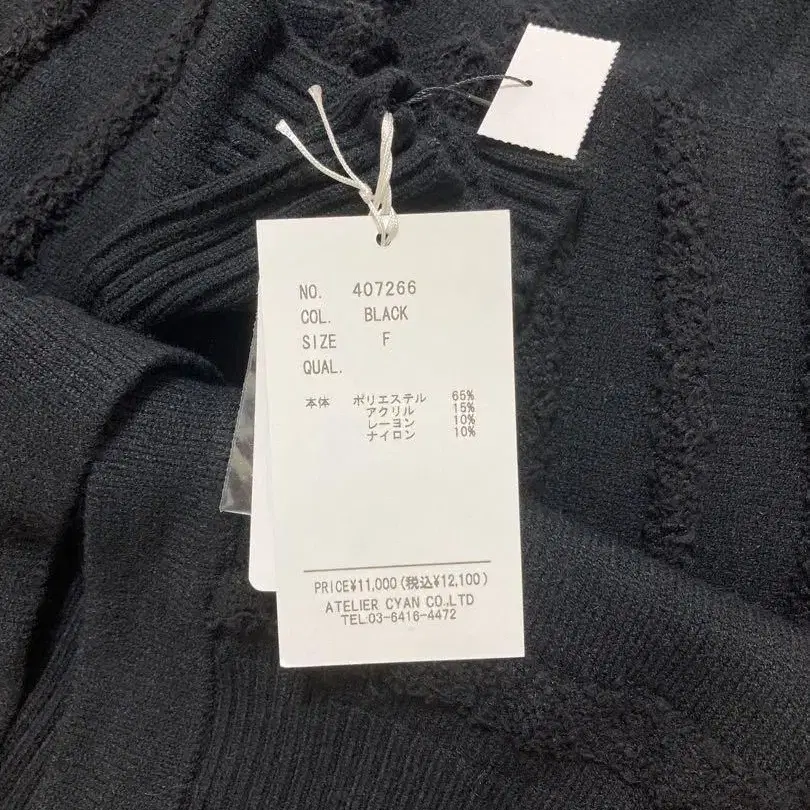 NO. 407266
COL. BLACK
SIZE F
QUAL.
本体 ポリエステル 65%
アクリル 15%
レーヨン 10%
ナイロン 10%
PRICE¥11,000(税込¥12,100)
ATELIER CYAN CO.,LTD
TEL:03-6416-4472